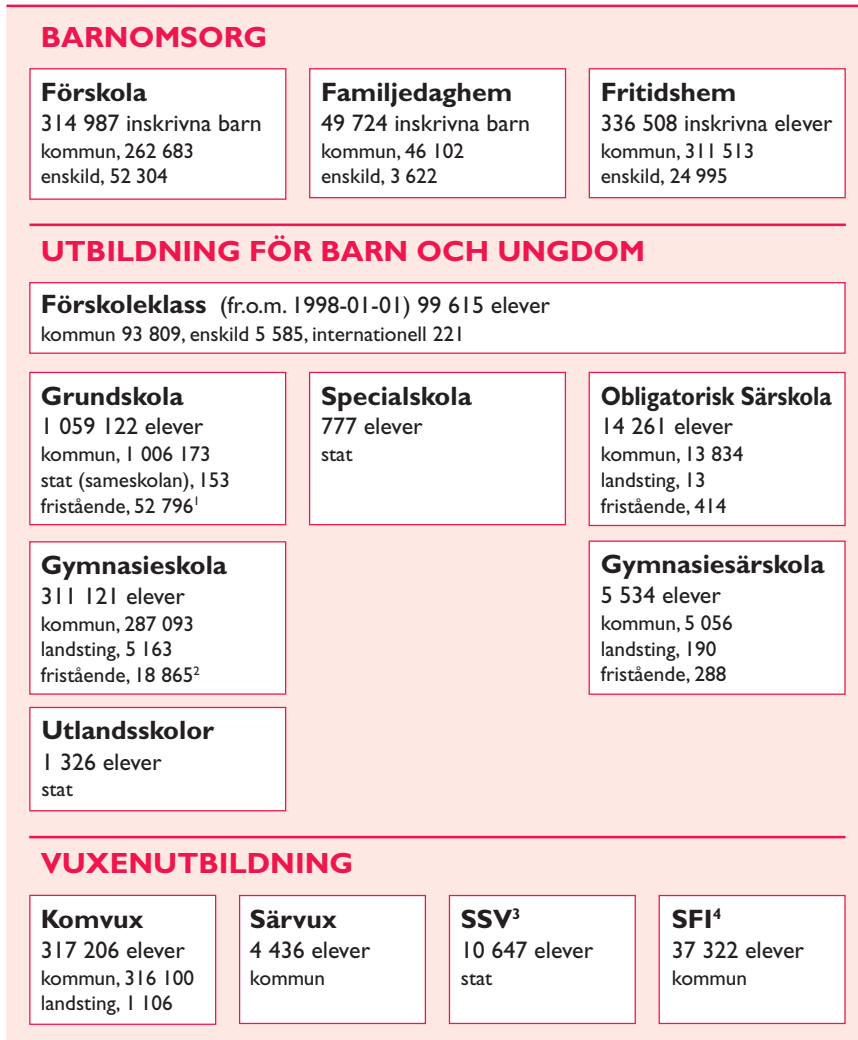 BARNOMSORG
Förskola
314 987 inskrivna barn
kommun, 262 683
enskild, 52 304
Familjedaghem
49 724 inskrivna barn
kommun, 46 102
enskild, 3 622
Fritidshem
336 508 inskrivna elever
kommun, 311 513
enskild, 24 995
UTBILDNING FÖR BARN OCH UNGDOM
Förskoleklass (fr.o.m. 1998-01-01) 99 615 elever
kommun 93 809, enskild 5 585, internationell 221
Grundskola
1 059 122 elever
kommun, 1 006 173
stat (sameskolan), 153
fristående, 52 796¹
Specialskola
777 elever
stat
Obligatorisk Särskola
14 261 elever
kommun, 13 834
landsting, 13
fristående, 414
Gymnasieskola
311 121 elever
kommun, 287 093
landsting, 5 163
fristående, 18 865²
Gymnasiesärskola
5 534 elever
kommun, 5 056
landsting, 190
fristående, 288
Utlandsskolor
1 326 elever
stat
VUXENUTBILDNING
Komvux
317 206 elever
kommun, 316 100
landsting, 1 106
Särvux
4 436 elever
kommun
SSV³
10 647 elever
stat
SFI⁴
37 322 elever
kommun